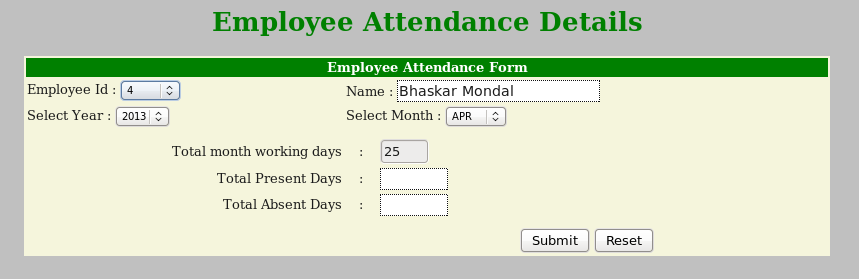 Employee Attendance Details
Employee Attendance Form
Employee Id : 4 Name : Bhaskar Mondal
Select Year : 2013 Select Month : APR
Total month working days : 25
Total Present Days :
Total Absent Days :
Submit Reset